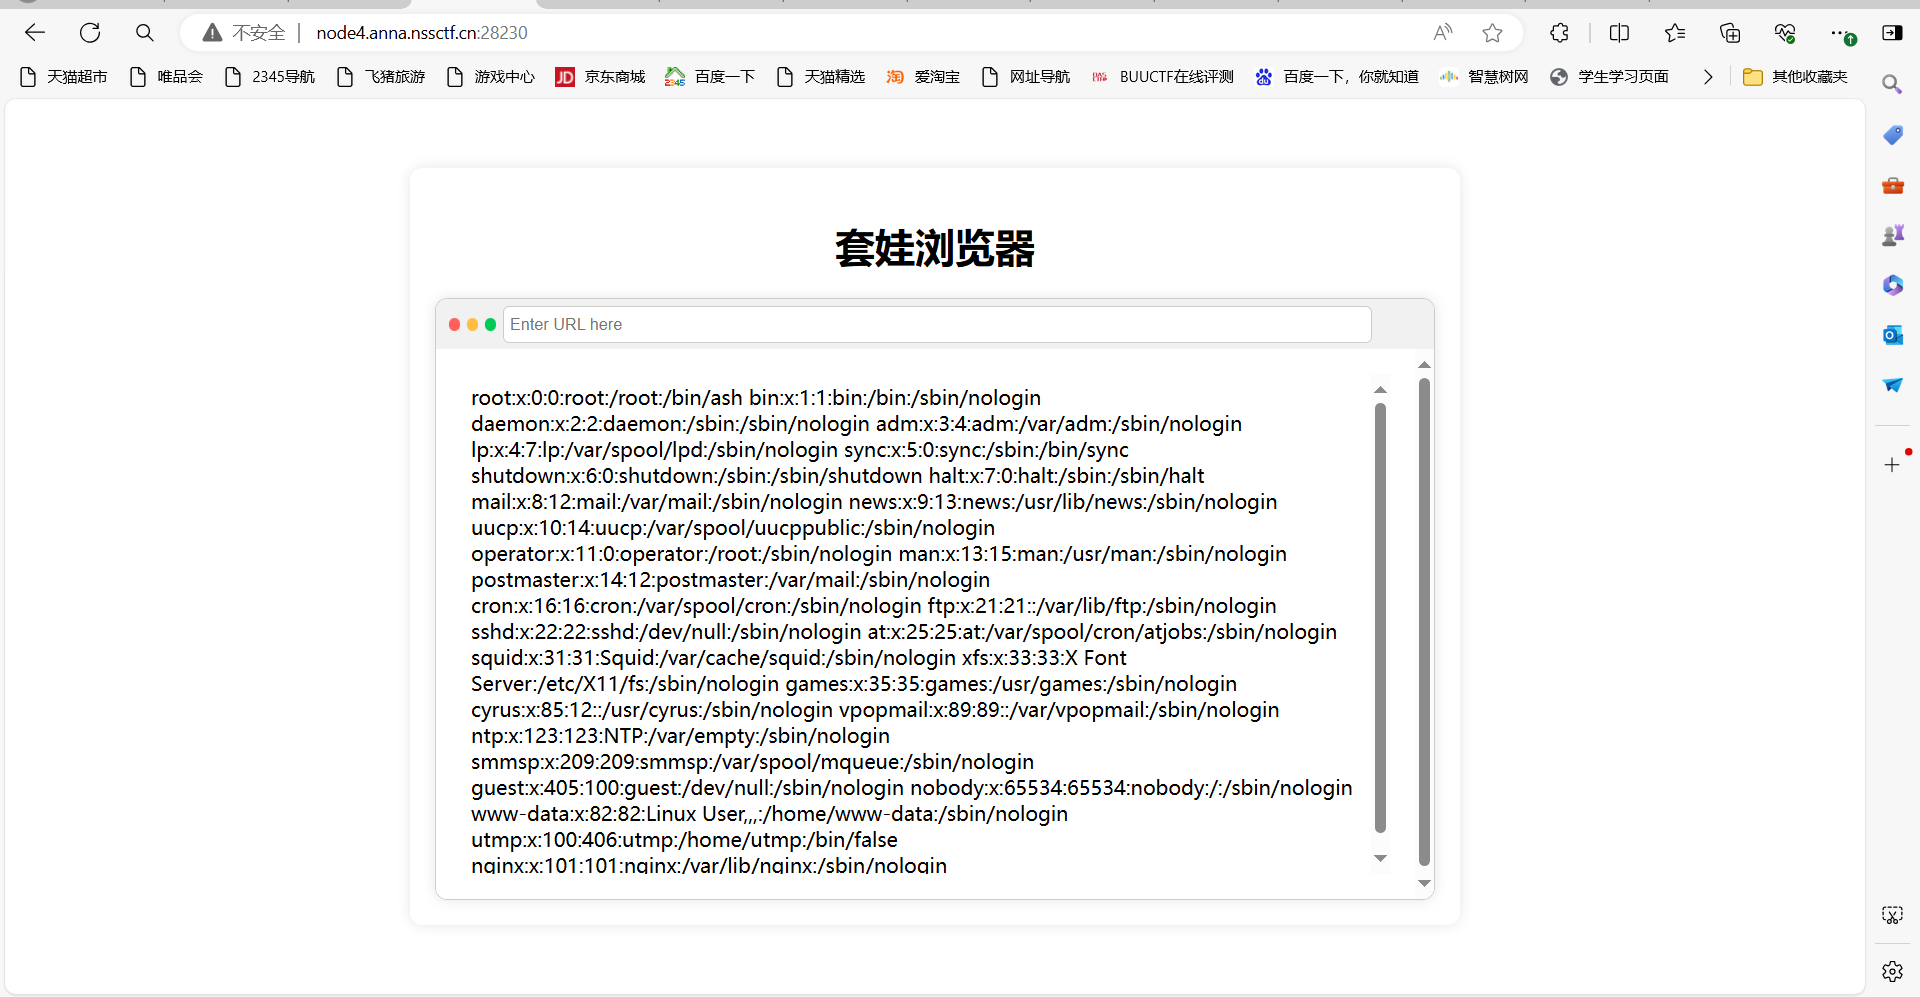 不安全 node4.anna.nssctf.cn:28230
天猫超市 唯品会 2345导航 飞猪旅游 游戏中心 JD 京东商城 2345 百度一下 天猫精选 淘 爱淘宝 网址导航 BUUCTF在线评测 百度一下，你就知道 智慧树网 学生学习页面 其他收藏夹
套娃浏览器
Enter URL here
root:x:0:0:root:/root:/bin/ash bin:x:1:1:bin:/bin:/sbin/nologin
daemon:x:2:2:daemon:/sbin:/sbin/nologin adm:x:3:4:adm:/var/adm:/sbin/nologin
lp:x:4:7:lp:/var/spool/lpd:/sbin/nologin sync:x:5:0:sync:/sbin:/bin/sync
shutdown:x:6:0:shutdown:/sbin:/sbin/shutdown halt:x:7:0:halt:/sbin:/sbin/halt
mail:x:8:12:mail:/var/mail:/sbin/nologin news:x:9:13:news:/usr/lib/news:/sbin/nologin
uucp:x:10:14:uucp:/var/spool/uucppublic:/sbin/nologin
operator:x:11:0:operator:/root:/sbin/nologin man:x:13:15:man:/usr/man:/sbin/nologin
postmaster:x:14:12:postmaster:/var/mail:/sbin/nologin
cron:x:16:16:cron:/var/spool/cron:/sbin/nologin ftp:x:21:21::/var/lib/ftp:/sbin/nologin
sshd:x:22:22:sshd:/dev/null:/sbin/nologin at:x:25:25:at:/var/spool/cron/atjobs:/sbin/nologin
squid:x:31:31:Squid:/var/cache/squid:/sbin/nologin xfs:x:33:33:X Font
Server:/etc/X11/fs:/sbin/nologin games:x:35:35:games:/usr/games:/sbin/nologin
cyrus:x:85:12::/usr/cyrus:/sbin/nologin vpopmail:x:89:89::/var/vpopmail:/sbin/nologin
ntp:x:123:123:NTP:/var/empty:/sbin/nologin
smmsp:x:209:209:smmsp:/var/spool/mqueue:/sbin/nologin
guest:x:405:100:guest:/dev/null:/sbin/nologin nobody:x:65534:65534:nobody:/:/sbin/nologin
www-data:x:82:82:Linux User,,,:/home/www-data:/sbin/nologin
utmp:x:100:406:utmp:/home/utmp:/bin/false
nginx:x:101:101:nginx:/var/lib/nginx:/sbin/nologin